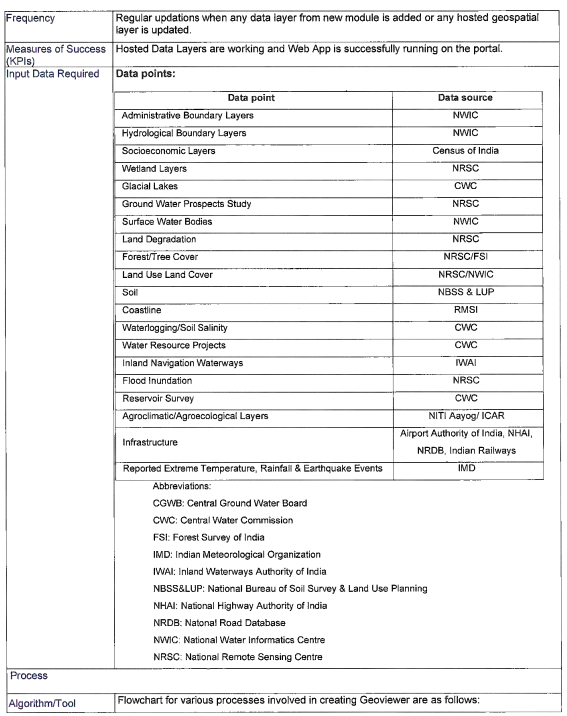 Frequency
Regular updations when any data layer from new module is added or any hosted geospatial
layer is updated.
Measures of Success
(KPIs)
Hosted Data Layers are working and Web App is successfully running on the portal.
Input Data Required
Data points:
Data point Data source
Administrative Boundary Layers NWIC
Hydrological Boundary Layers NWIC
Socioeconomic Layers Census of India
Wetland Layers NRSC
Glacial Lakes CWC
Ground Water Prospects Study NRSC
Surface Water Bodies NWIC
Land Degradation NRSC
Forest/Tree Cover NRSC/FSI
Land Use Land Cover NRSC/NWIC
Soil NBSS & LUP
Coastline RMSI
Waterlogging/Soil Salinity CWC
Water Resource Projects CWC
Inland Navigation Waterways IWAI
Flood Inundation NRSC
Reservoir Survey CWC
Agroclimatic/Agroecological Layers NITI Aayog/ ICAR
Infrastructure
Airport Authority of India, NHAI,
NRDB, Indian Railways
Reported Extreme Temperature, Rainfall & Earthquake Events IMD
Abbreviations:
CGWB: Central Ground Water Board
CWC: Central Water Commission
FSI: Forest Survey of India
IMD: Indian Meteorological Organization
IWAI: Inland Waterways Authority of India
NBSS&LUP: National Bureau of Soil Survey & Land Use Planning
NHAI: National Highway Authority of India
NRDB: Natonal Road Database
NWIC: National Water Informatics Centre
NRSC: National Remote Sensing Centre
Process
Algorithm/Tool
Flowchart for various processes involved in creating Geoviewer are as follows: